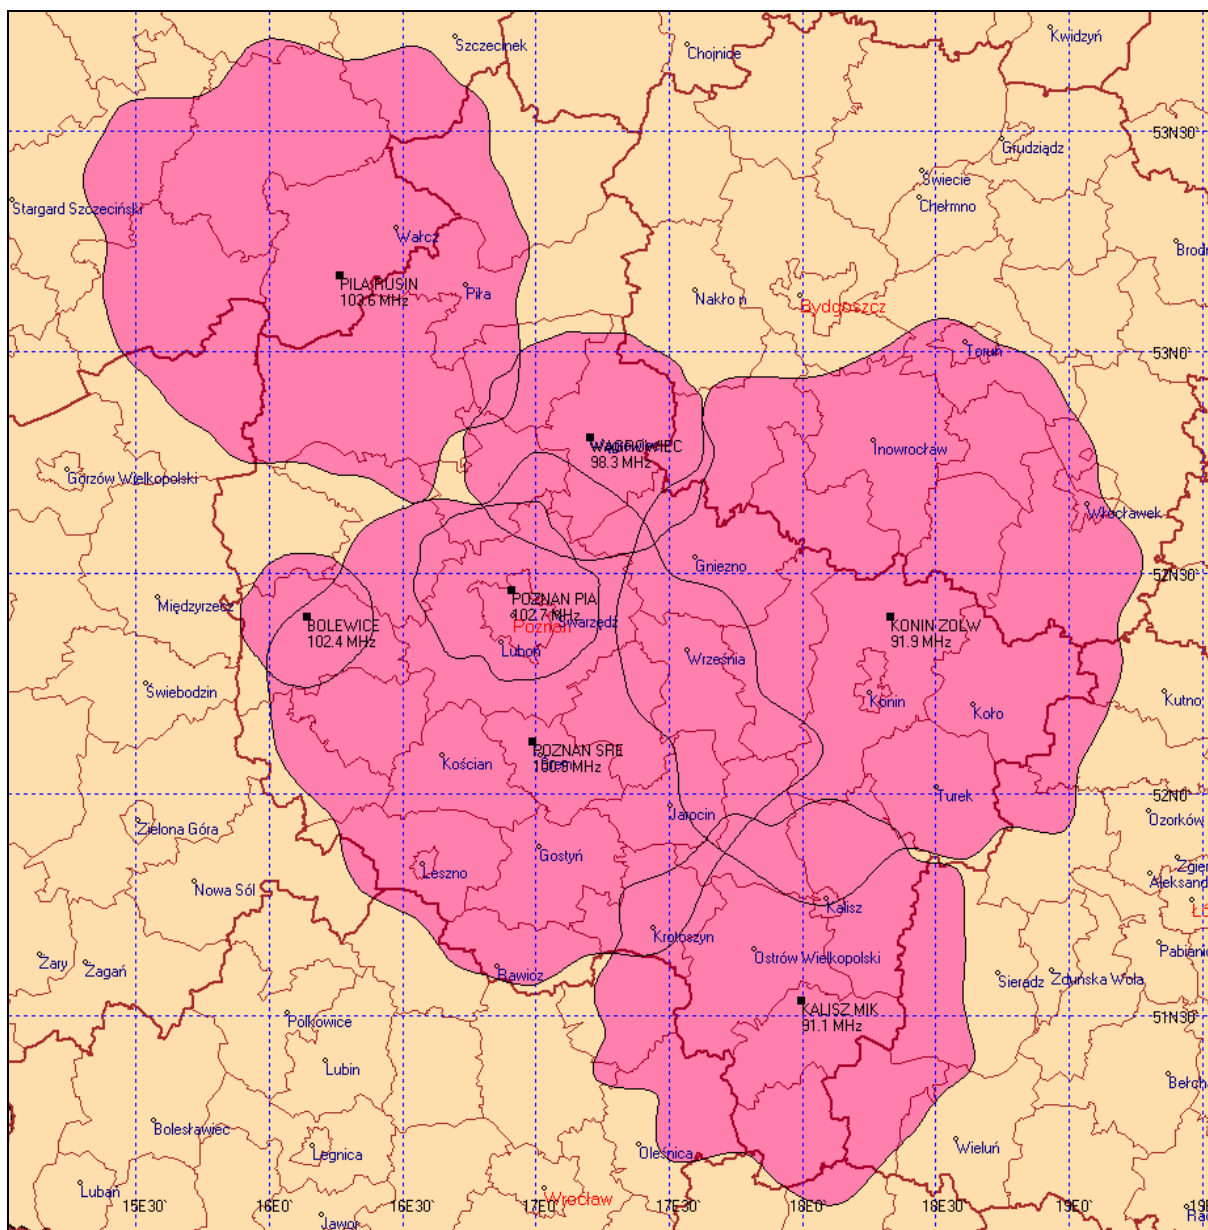 Szczecinek
Chojnice
Kwidzyń
53N30'
Grudziądz
Świecie
Chełmno
Stargard Szczeciński
Wałcz
Brodn
PILA RUSIN
103.6 MHz
Piła
Nakło n
Bydgoszcz
53N0'
Toruń
WAGROWIEC
98.3 MHz
Inowrocław
Gorzów Wielkopolski
Włocławek
Gniezno
52N30'
Międzyrzecz
POZNAN PIA
102.7 MHz
Swarzędz
Poznań
BOLEWICE
102.4 MHz
KONIN ZOLW
91.9 MHz
Luboń
Września
Świebodzin
Konin
Koło
Kutno
POZNAN SRE
Kościan
Turek
52N0'
Jarocin
Ozorków
Zielona Góra
Gostyń
Leszno
Zgier
Aleksand
Nowa Sól
Kalisz
Łó
Krotoszyn
Pabianic
Ostrów Wielkopolski
Żary
Żagań
Rawicz
Sieradz
Zduńska Wola
KALISZ MIK
91.1 MHz
51N30'
Polkowice
Lubin
Bełcha
Bolesławiec
Legnica
Oleśnica
Wieluń
Lubań
Wrocław
15E30'
16E0'
16E30'
17E0'
17E30'
18E0'
18E30'
19E0'
Jawor